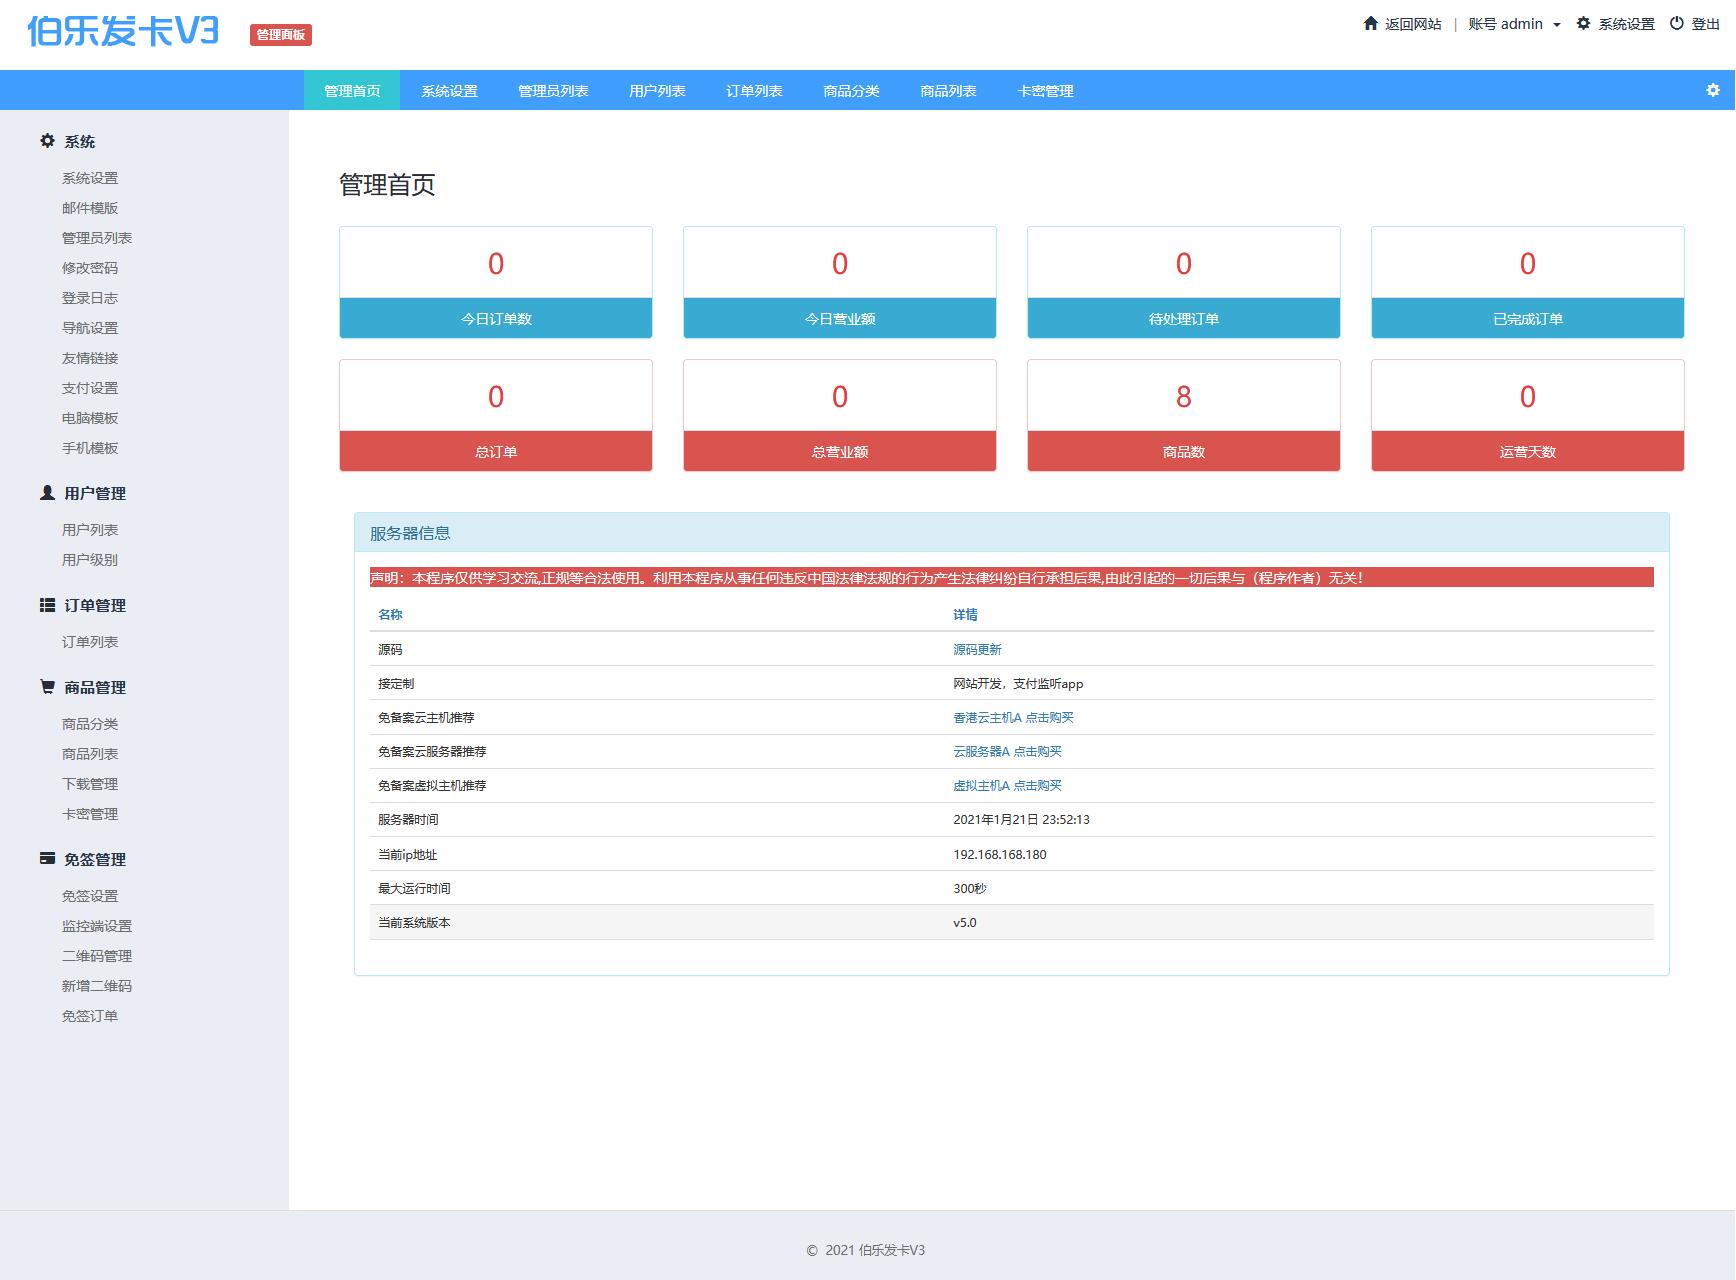 伯乐发卡V3 管理面板
返回网站 | 账号 admin 系统设置 登出
管理首页 系统设置 管理员列表 用户列表 订单列表 商品分类 商品列表 卡密管理
系统
系统设置
邮件模版
管理员列表
修改密码
登录日志
导航设置
友情链接
支付设置
电脑模板
手机模板
用户管理
用户列表
用户级别
订单管理
订单列表
商品管理
商品分类
商品列表
下载管理
卡密管理
免签管理
免签设置
监控端设置
二维码管理
新增二维码
免签订单
管理首页
0 0 0 0
今日订单数 今日营业额 待处理订单 已完成订单
0 0 8 0
总订单 总营业额 商品数 运营天数
服务器信息
声明：本程序仅供学习交流,正规等合法使用。利用本程序从事任何违反中国法律法规的行为产生法律纠纷自行承担后果,由此引起的一切后果与（程序作者）无关！
名称 详情
源码 源码更新
接定制 网站开发，支付监听app
免备案云主机推荐 香港云主机A 点击购买
免备案云服务器推荐 云服务器A 点击购买
免备案虚拟主机推荐 虚拟主机A 点击购买
服务器时间 2021年1月21日 23:52:13
当前ip地址 192.168.168.180
最大运行时间 300秒
当前系统版本 v5.0
© 2021 伯乐发卡V3